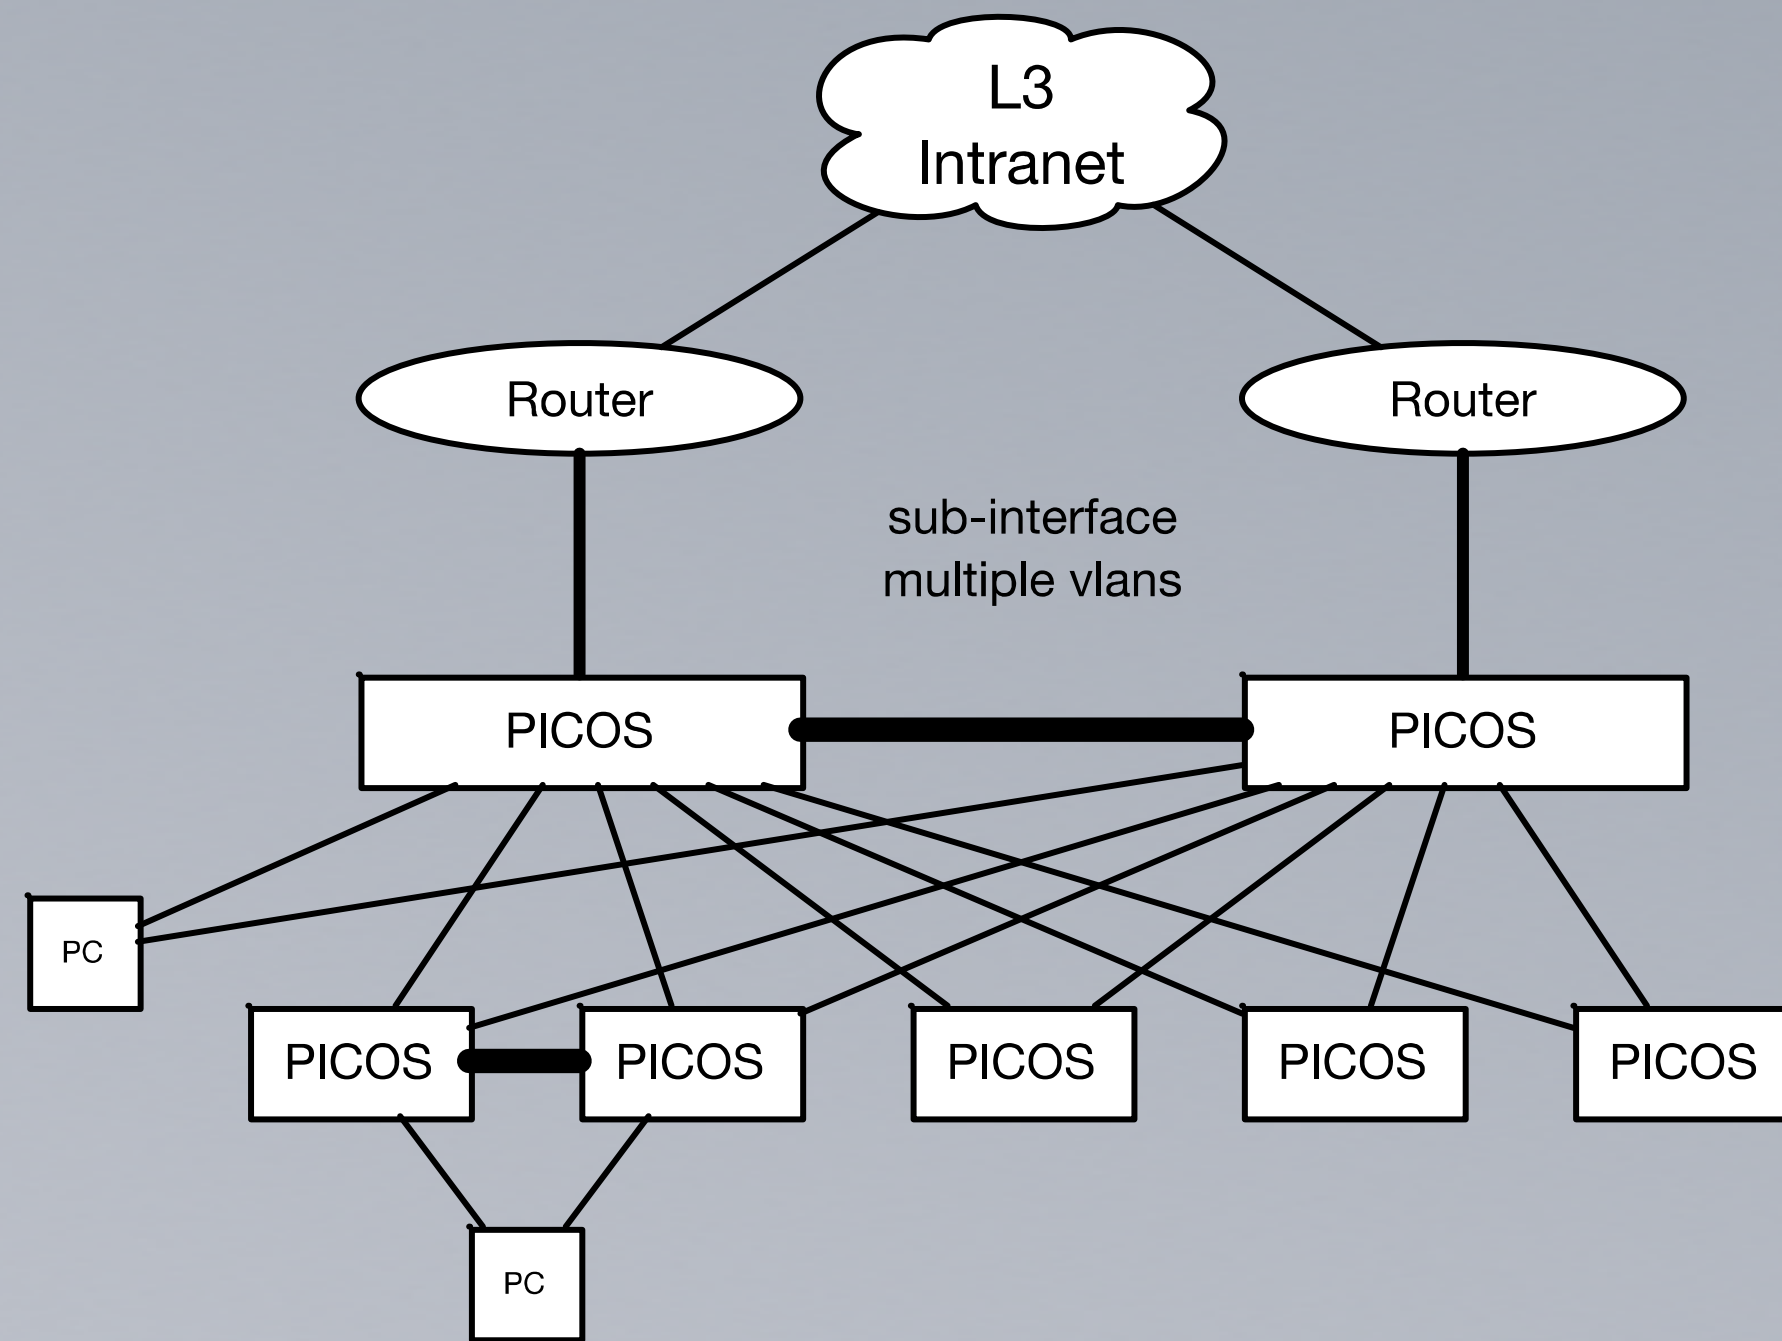 L3
Intranet
Router
Router
sub-interface
multiple vlans
PICOS
PICOS
PC
PICOS
PICOS
PICOS
PICOS
PICOS
PC